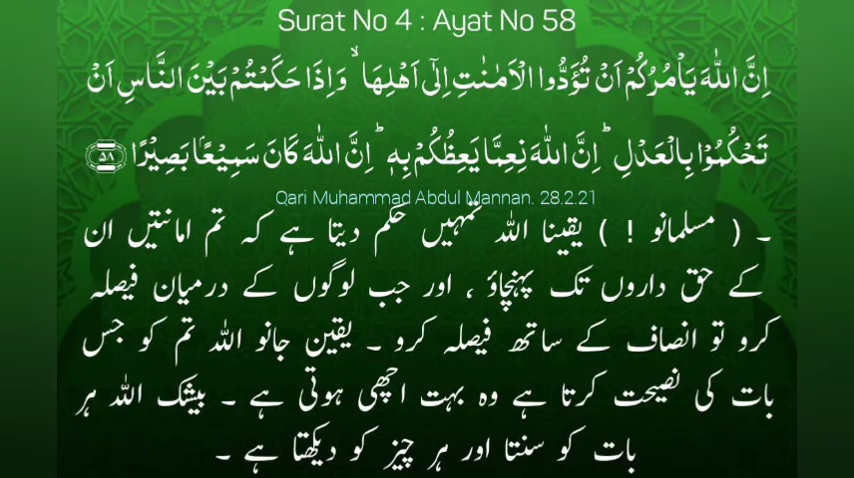 Surat No 4 : Ayat No 58
اِنَّ اللّٰهَ يَاْمُرُكُمْ اَنْ تُؤَدُّوا الْاَمٰنٰتِ اِلٰٓى اَهْلِهَا ۙ وَاِذَا حَكَمْتُمْ بَيْنَ النَّاسِ اَنْ
تَحْكُمُوْا بِالْعَدْلِ ؕ اِنَّ اللّٰهَ نِعِمَّا يَعِظُكُمْ بِهٖ ؕ اِنَّ اللّٰهَ كَانَ سَمِيْعًۢا بَصِيْرًا ﴿۵۸﴾
Qari Muhammad Abdul Mannan. 28.2.21
۔ ( مسلمانو ! ) یقینا اللہ تمہیں حکم دیتا ہے کہ تم امانتیں ان
کے حق داروں تک پہنچاؤ ، اور جب لوگوں کے درمیان فیصلہ
کرو تو انصاف کے ساتھ فیصلہ کرو ۔ یقین جانو اللہ تم کو جس
بات کی نصیحت کرتا ہے وہ بہت اچھی ہوتی ہے ۔ بیشک اللہ ہر
بات کو سنتا اور ہر چیز کو دیکھتا ہے ۔